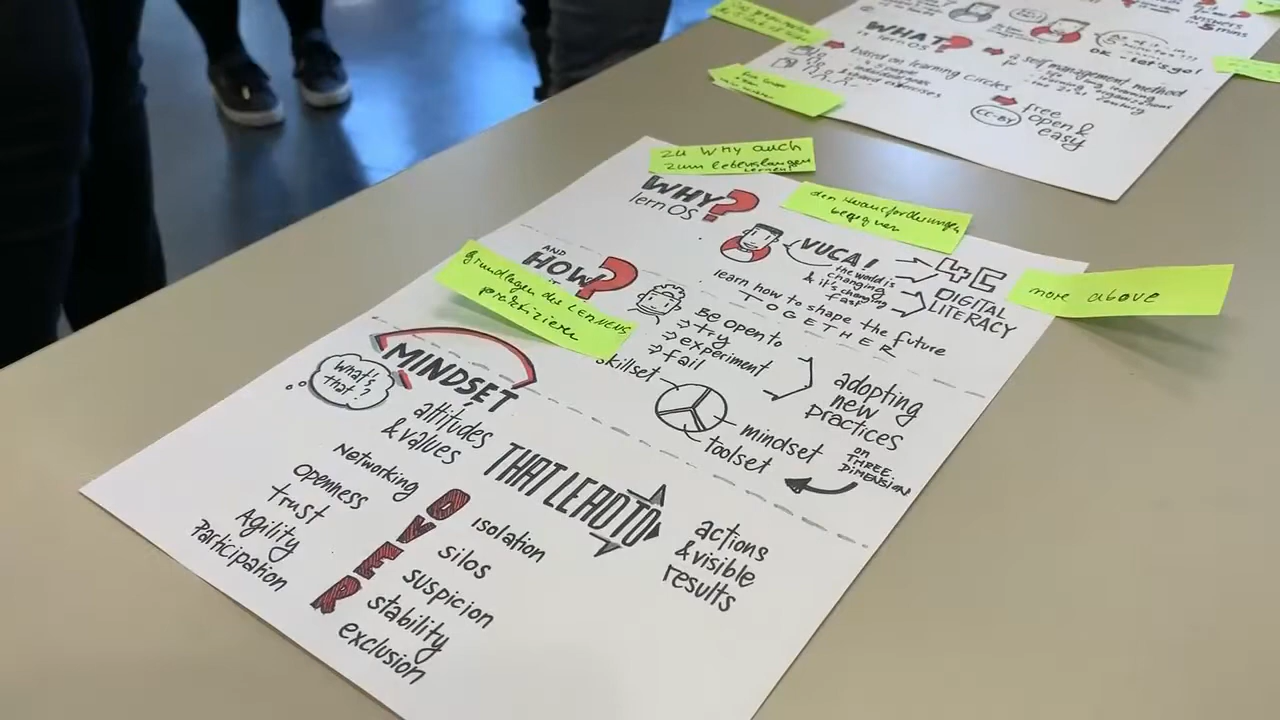 WHAT?
lernOS?
based on learning circles
self management method
OK - let's go!
CC-BY
free
open &
easy
zu Why auch
zum lebenslangen
lernen!
WHY?
lernOS
den Herausforderungen
begegnen
VUCA!
the world is
changing
& it's changing
fast
4C
DIGITAL
LITERACY
more above
learn how to shape the future
TOGETHER
AND
HOW?
Grundlagen des LERNENS
praktizieren
Be open to
try
experiment
fail
adopting
new
practices
on
THREE
DIMENSION
skillset
mindset
toolset
MINDSET
What's
that?
attitudes
& values
THAT LEAD TO
actions
& visible
results
Networking
Openness
trust
Agility
Participation
OVER
isolation
silos
suspicion
stability
exclusion